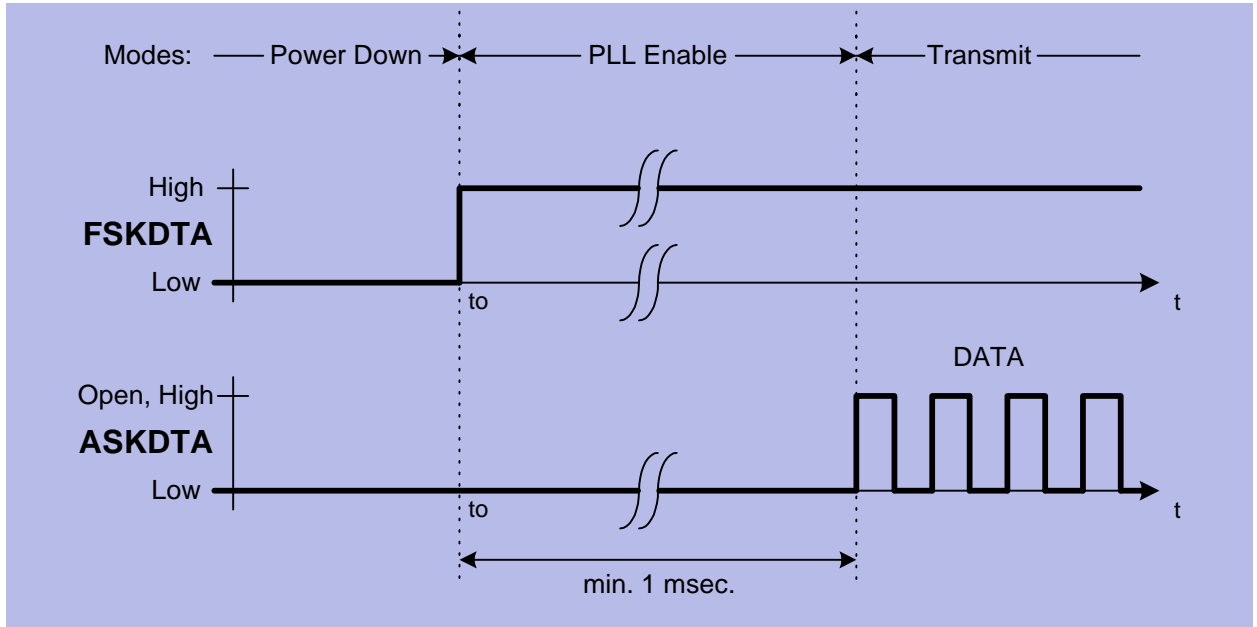 Modes: Power Down PLL Enable Transmit
High
FSKDTA
Low
to
t
DATA
Open, High
ASKDTA
Low
to
t
min. 1 msec.